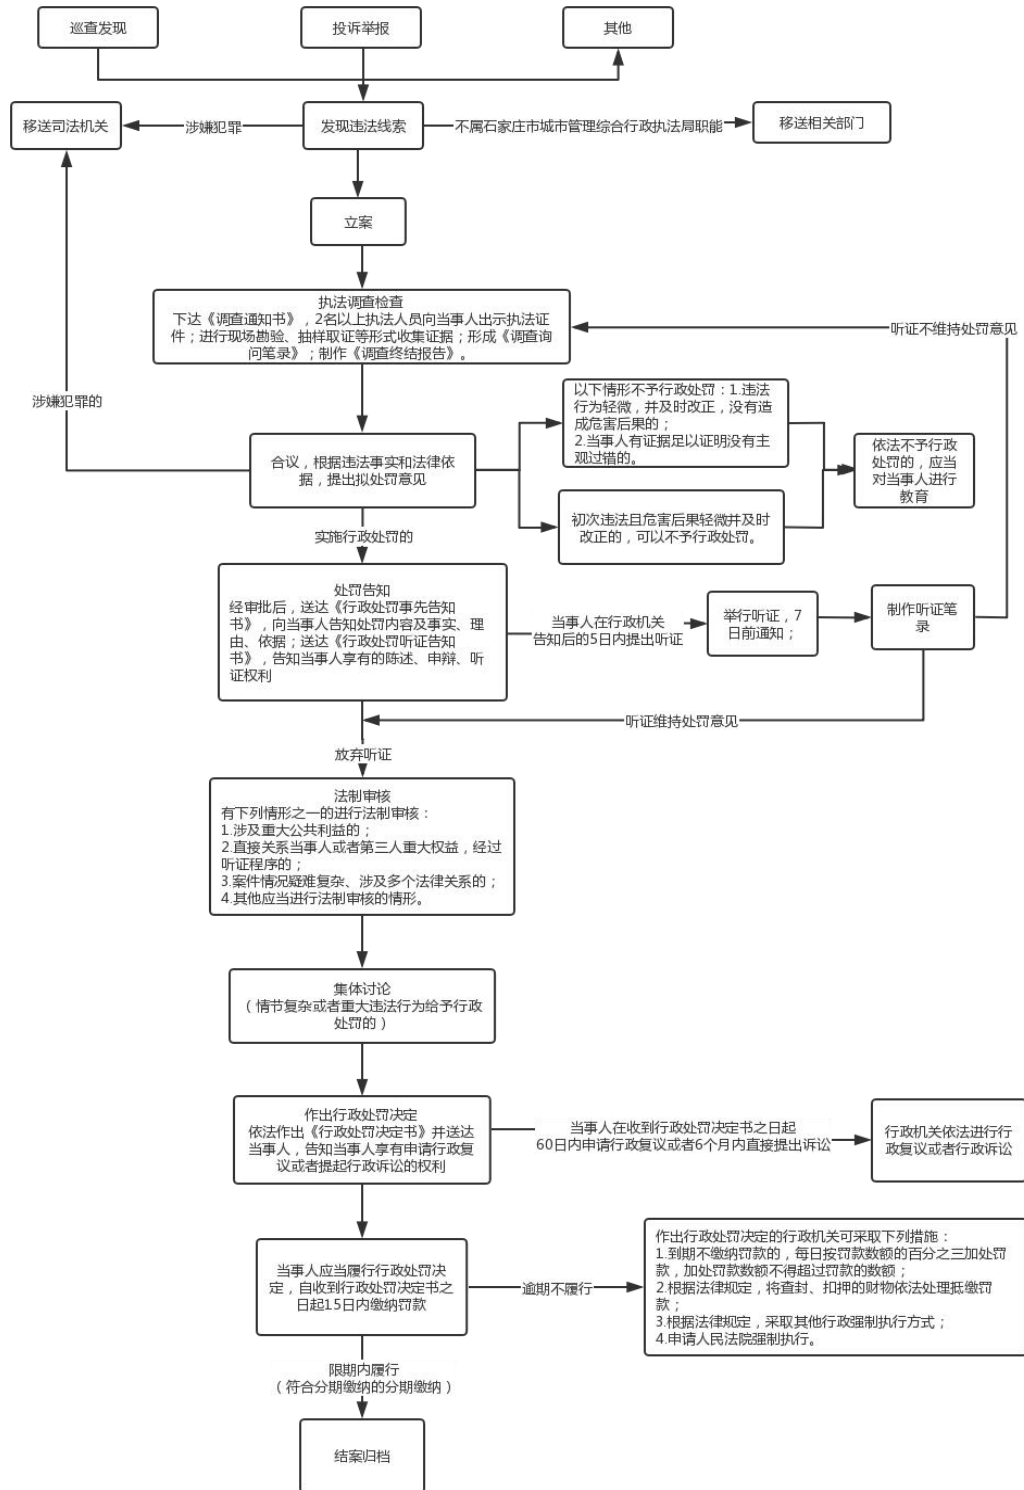 巡查发现
投诉举报
其他
移送司法机关
涉嫌犯罪
发现违法线索
不属石家庄市城市管理综合行政执法局职能
移送相关部门
立案
执法调查检查
下达《调查通知书》，2名以上执法人员向当事人出示执法证
件；进行现场勘验、抽样取证等形式收集证据；形成《调查询
问笔录》；制作《调查终结报告》。
听证不维持处罚意见
涉嫌犯罪的
合议，根据违法事实和法律依
据，提出拟处罚意见
以下情形不予行政处罚：1.违法
行为轻微，并及时改正，没有造
成危害后果的；
2.当事人有证据足以证明没有主
观过错的。
初次违法且危害后果轻微并及时
改正的，可以不予行政处罚。
依法不予行政
处罚的，应当
对当事人进行
教育
实施行政处罚的
处罚告知
经审批后，送达《行政处罚事先告知
书》，向当事人告知处罚内容及事实、理
由、依据；送达《行政处罚听证告知
书》，告知当事人享有的陈述、申辩、听
证权利
当事人在行政机关
告知后的5日内提出听证
举行听证，7
日前通知；
制作听证笔
录
听证维持处罚意见
放弃听证
法制审核
有下列情形之一的进行法制审核：
1.涉及重大公共利益的；
2.直接关系当事人或者第三人重大权益，经过
听证程序的；
3.案件情况疑难复杂、涉及多个法律关系的；
4.其他应当进行法制审核的情形。
集体讨论
（情节复杂或者重大违法行为给予行政
处罚的）
作出行政处罚决定
依法作出《行政处罚决定书》并送达
当事人，告知当事人享有申请行政复
议或者提起行政诉讼的权利
当事人在收到行政处罚决定书之日起
60日内申请行政复议或者6个月内直接提出诉讼
行政机关依法进行行
政复议或者行政诉讼
当事人应当履行行政处罚决
定，自收到行政处罚决定书之
日起15日内缴纳罚款
逾期不履行
作出行政处罚决定的行政机关可采取下列措施：
1.到期不缴纳罚款的，每日按罚款数额的百分之三加处罚
款，加处罚款数额不得超过罚款的数额；
2.根据法律规定，将查封、扣押的财物依法处理抵缴罚
款；
3.根据法律规定，采取其他行政强制执行方式；
4.申请人民法院强制执行。
限期内履行
（符合分期缴纳的分期缴纳）
结案归档